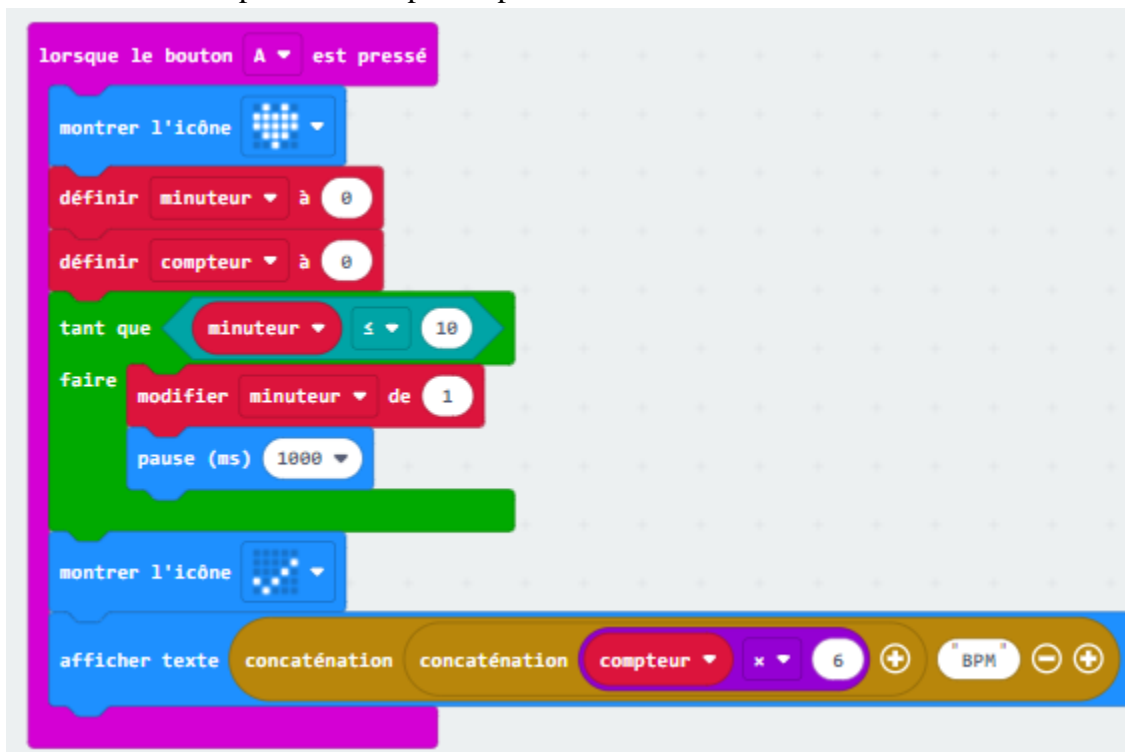 lorsque le bouton A est pressé
montrer l'icône
définir minuteur à 0
définir compteur à 0
tant que minuteur ≤ 10
faire
modifier minuteur de 1
pause (ms) 1000
montrer l'icône
afficher texte concaténation concaténation compteur × 6 "BPM"